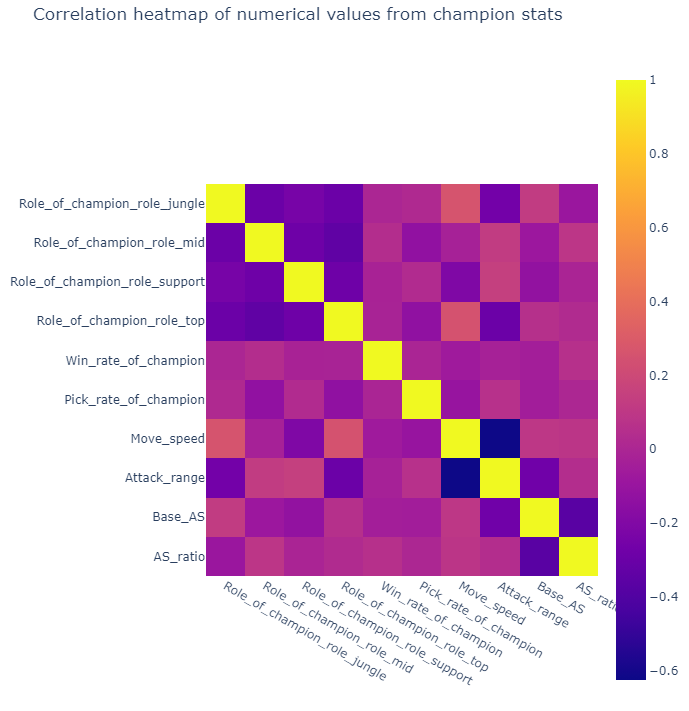 Correlation heatmap of numerical values from champion stats
1
0.8
0.6
0.4
0.2
0
−0.2
−0.4
−0.6
Role_of_champion_role_jungle
Role_of_champion_role_mid
Role_of_champion_role_support
Role_of_champion_role_top
Win_rate_of_champion
Pick_rate_of_champion
Move_speed
Attack_range
Base_AS
AS_ratio
Role_of_champion_role_jungle
Role_of_champion_role_mid
Role_of_champion_role_support
Role_of_champion_role_top
Win_rate_of_champion
Pick_rate_of_champion
Move_speed
Attack_range
Base_AS
AS_ratio